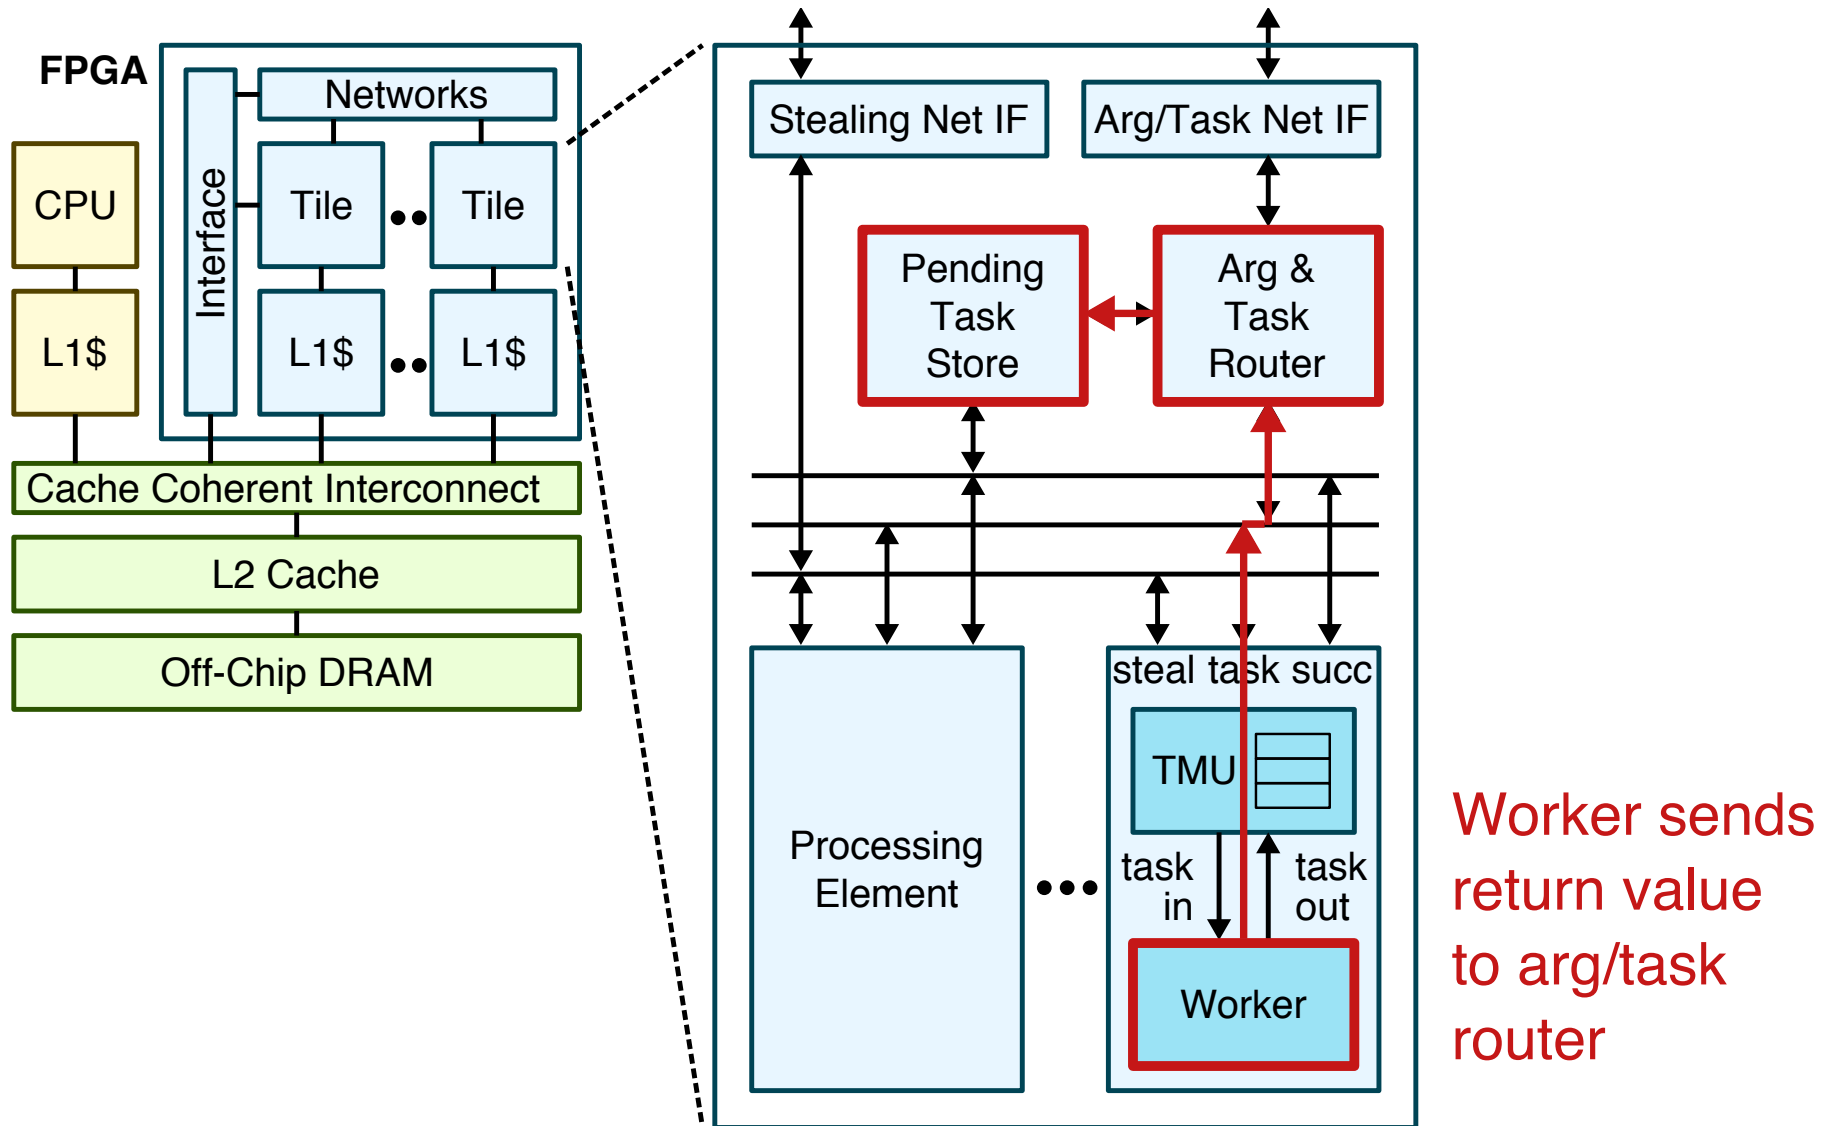 FPGA
Networks
Interface
CPU
Tile
Tile
L1$
L1$
L1$
Cache Coherent Interconnect
L2 Cache
Off-Chip DRAM
Stealing Net IF
Arg/Task Net IF
Pending
Task
Store
Arg &
Task
Router
steal task succ
TMU
Processing
Element
task
in
task
out
Worker
Worker sends
return value
to arg/task
router